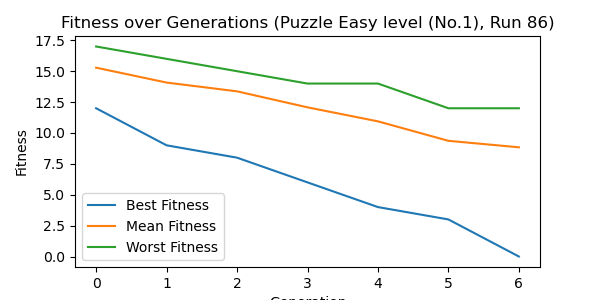 Fitness over Generations (Puzzle Easy level (No.1), Run 86)
17.5
15.0
12.5
10.0
7.5
5.0
2.5
0.0
Fitness
Best Fitness
Mean Fitness
Worst Fitness
0 1 2 3 4 5 6
Generation